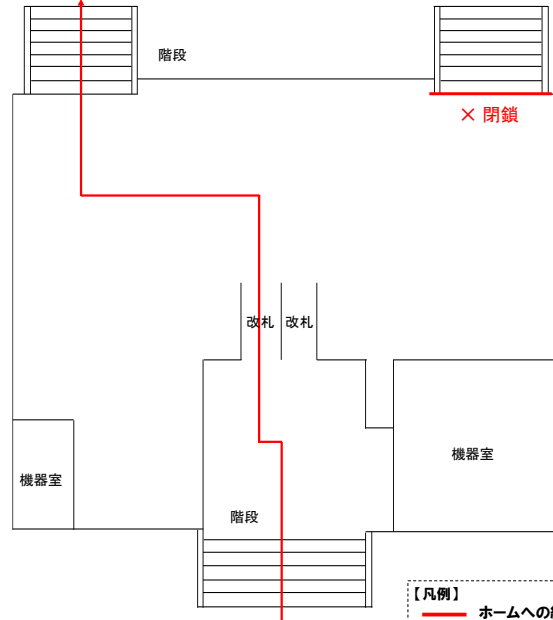 階段
× 閉鎖
改札 改札
機器室
機器室
階段
【凡例】
ホームへの